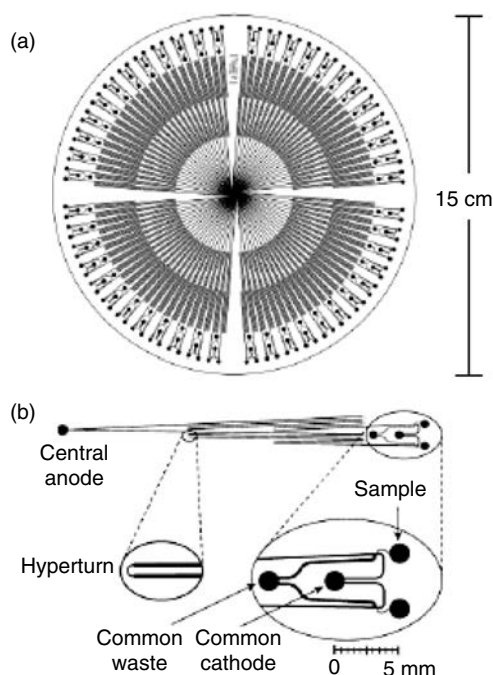 (a)
15 cm
(b)
Central
anode
Sample
Hyperturn
Common
waste
Common
cathode
0
5 mm